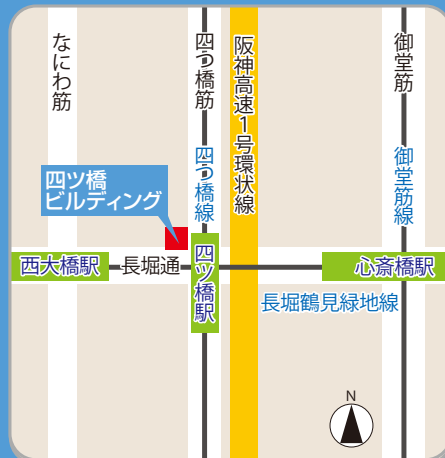 なにわ筋
四つ橋筋
四つ橋線
阪神高速1号環状線
御堂筋
御堂筋線
四ツ橋
ビルディング
西大橋駅
長堀通
四ツ橋駅
心斎橋駅
長堀鶴見緑地線
N